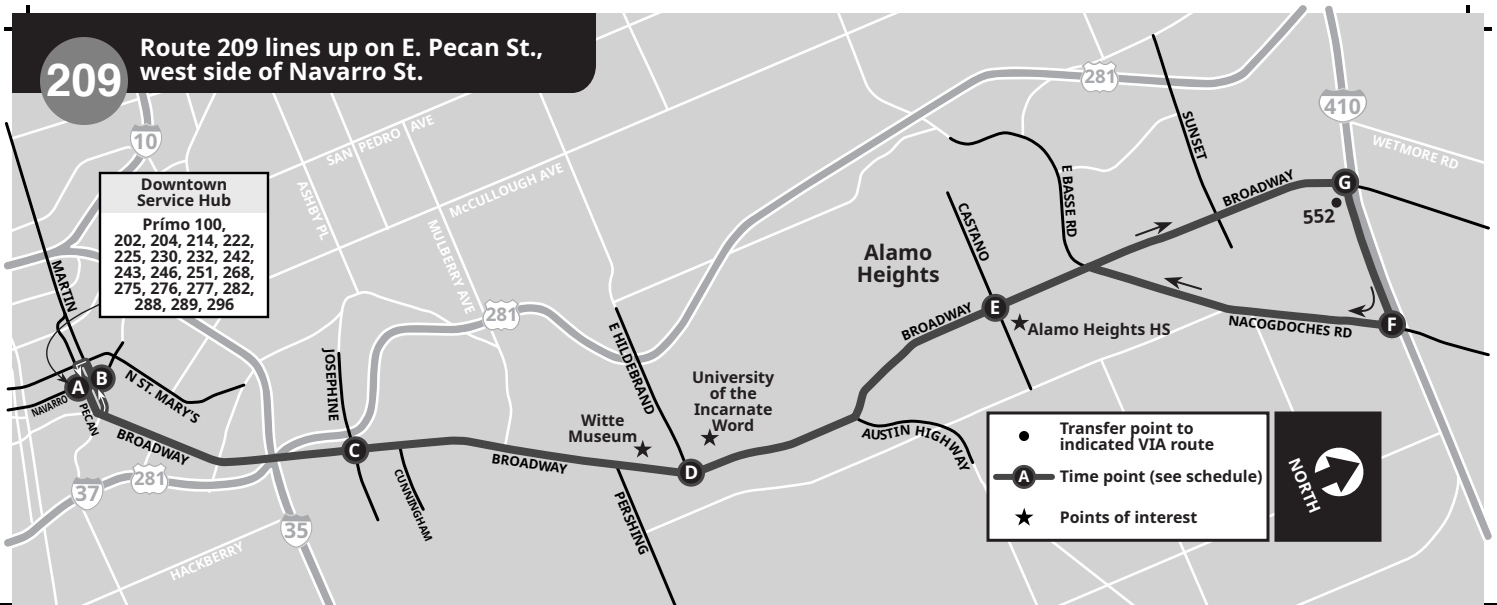 209
Route 209 lines up on E. Pecan St.,
west side of Navarro St.
10
Downtown
Service Hub
Prímo 100,
202, 204, 214, 222,
225, 230, 232, 242,
243, 246, 251, 268,
275, 276, 277, 282,
288, 289, 296
SAN PEDRO AVE
McCULLOUGH AVE
ASHBY PL
MULBERRY AVE
281
281
410
WETMORE RD
SUNSET
BROADWAY
G
552
E BASSE RD
CASTANO
Alamo
Heights
E
BROADWAY
Alamo Heights HS
NACOGDOCHES RD
F
MARTIN
A
B
NAVARRO
PECAN
N ST. MARY'S
BROADWAY
JOSEPHINE
C
CUNNINGHAM
BROADWAY
E HILDEBRAND
Witte
Museum
University
of the
Incarnate
Word
D
PERSHING
AUSTIN HIGHWAY
37
281
35
HACKBERRY
Transfer point to
indicated VIA route
A
Time point (see schedule)
Points of interest
NORTH